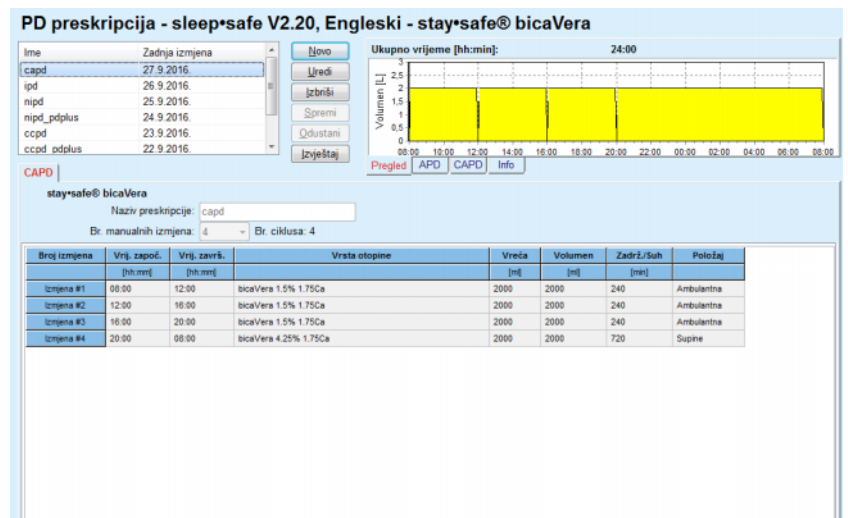 PD preskripcija - sleep•safe V2.20, Engleski - stay•safe® bicaVera
Ime Zadnja izmjena
capd 27.9.2016.
ipd 26.9.2016.
nipd 25.9.2016.
nipd_pdplus 24.9.2016.
ccpd 23.9.2016.
ccpd_pdplus 22.9.2016.
Novo
Uredi
Izbriši
Spremi
Odustani
Izvještaj
Ukupno vrijeme [hh:min]: 24:00
Volumen [L]
3
2,5
2
1,5
1
0,5
0
08:00 10:00 12:00 14:00 16:00 18:00 20:00 22:00 00:00 02:00 04:00 06:00 08:00
Pregled APD CAPD Info
CAPD
stay•safe® bicaVera
Naziv preskripcije: capd
Br. manualnih izmjena: 4 Br. ciklusa: 4
Broj izmjena Vrij. započ. Vrij. završ. Vrsta otopine Vreća Volumen Zadrž./Suh Položaj
[hh:mm] [hh:mm] [ml] [ml] [min]
Izmjena #1 08:00 12:00 bicaVera 1.5% 1.75Ca 2000 2000 240 Ambulantna
Izmjena #2 12:00 16:00 bicaVera 1.5% 1.75Ca 2000 2000 240 Ambulantna
Izmjena #3 16:00 20:00 bicaVera 1.5% 1.75Ca 2000 2000 240 Ambulantna
Izmjena #4 20:00 08:00 bicaVera 4.25% 1.75Ca 2000 2000 720 Supine